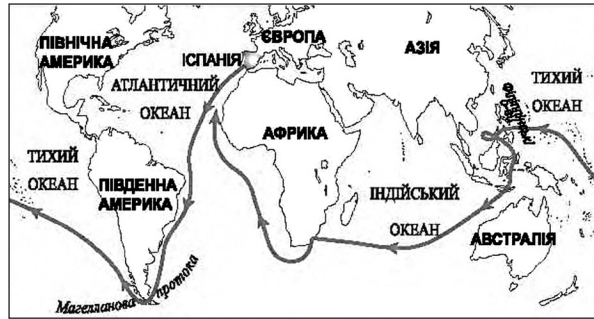 ПІВНІЧНА
АМЕРИКА
ІСПАНІЯ
ЄВРОПА
АЗІЯ
АТЛАНТИЧНИЙ
ОКЕАН
ТИХИЙ
ОКЕАН
АФРИКА
ТИХИЙ
ОКЕАН
ПІВДЕННА
АМЕРИКА
ІНДІЙСЬКИЙ
ОКЕАН
АВСТРАЛІЯ
Магелланова
протока